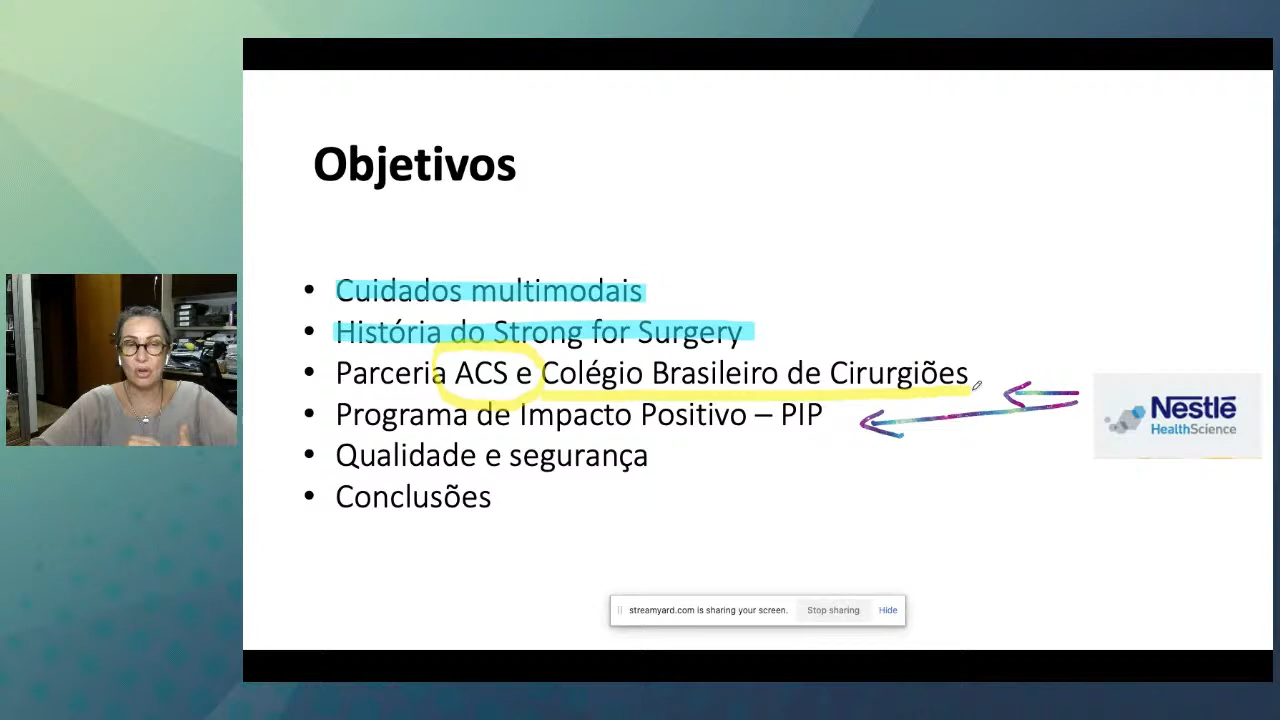 Objetivos
• Cuidados multimodais
• História do Strong for Surgery
• Parceria ACS e Colégio Brasileiro de Cirurgiões
• Programa de Impacto Positivo – PIP
Nestlé
HealthScience
• Qualidade e segurança
• Conclusões
streamyard.com is sharing your screen. Stop sharing Hide